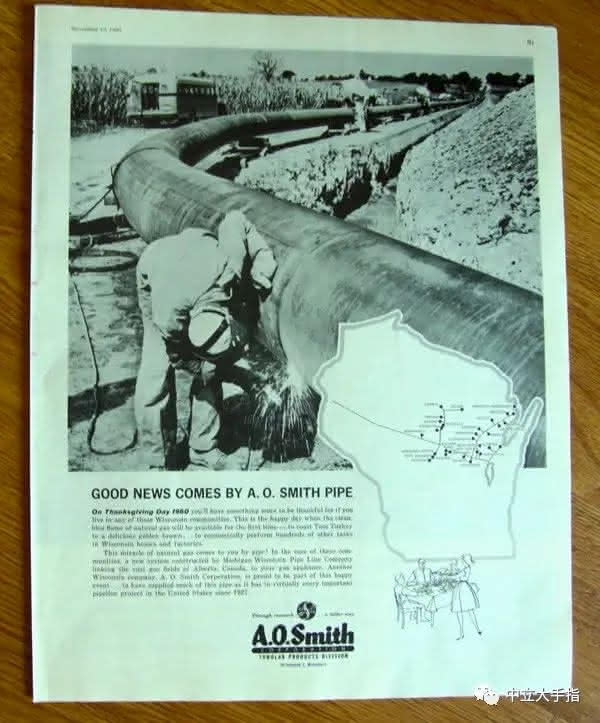 November 12, 1960
GOOD NEWS COMES BY A. O. SMITH PIPE
On Thanksgiving Day 1960 you'll have something more to be thankful for if you
live in any of these Wisconsin communities. This is the happy day when the clean,
blue flame of natural gas will be available for the first time . . . to roast Tom Turkey
to a delicious golden brown . . . to economically perform hundreds of other tasks
in Wisconsin homes and factories.
This miracle of natural gas comes to you by pipe! In the case of these com-
munities, a new system constructed by Michigan Wisconsin Pipe Line Company
linking the vast gas fields of Alberta, Canada, to your gas appliance. Another
Wisconsin company, A. O. Smith Corporation, is proud to be part of this happy
event . . . to have supplied much of this pipe as it has to virtually every important
pipeline project in the United States since 1927.
Through research . . . a better way
A.O.Smith
CORPORATION
TUBULAR PRODUCTS DIVISION
Milwaukee 1, Wisconsin
中立大手指